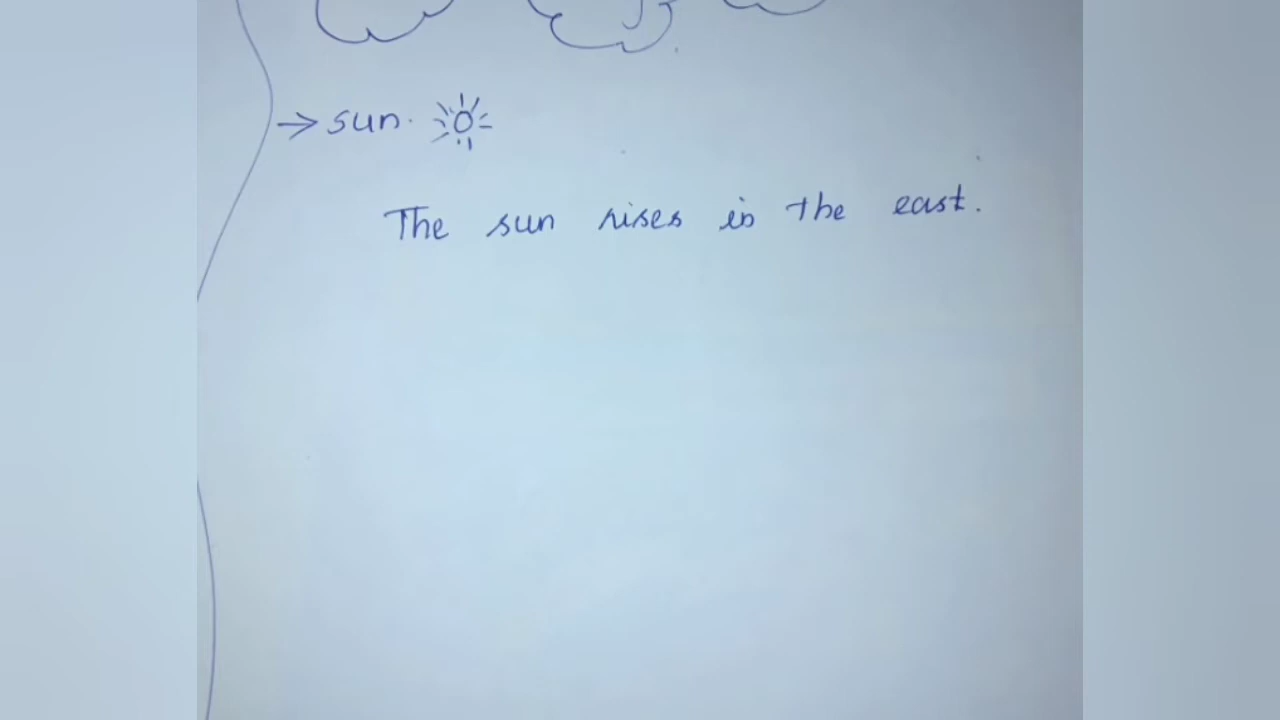 → sun.
The sun rises in the east.